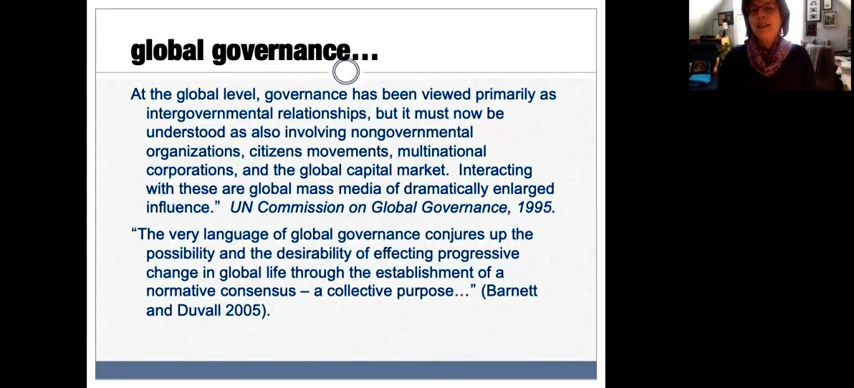 global governance…
At the global level, governance has been viewed primarily as
intergovernmental relationships, but it must now be
understood as also involving nongovernmental
organizations, citizens movements, multinational
corporations, and the global capital market.  Interacting
with these are global mass media of dramatically enlarged
influence.”  UN Commission on Global Governance, 1995.
“The very language of global governance conjures up the
possibility and the desirability of effecting progressive
change in global life through the establishment of a
normative consensus – a collective purpose…” (Barnett
and Duvall 2005).